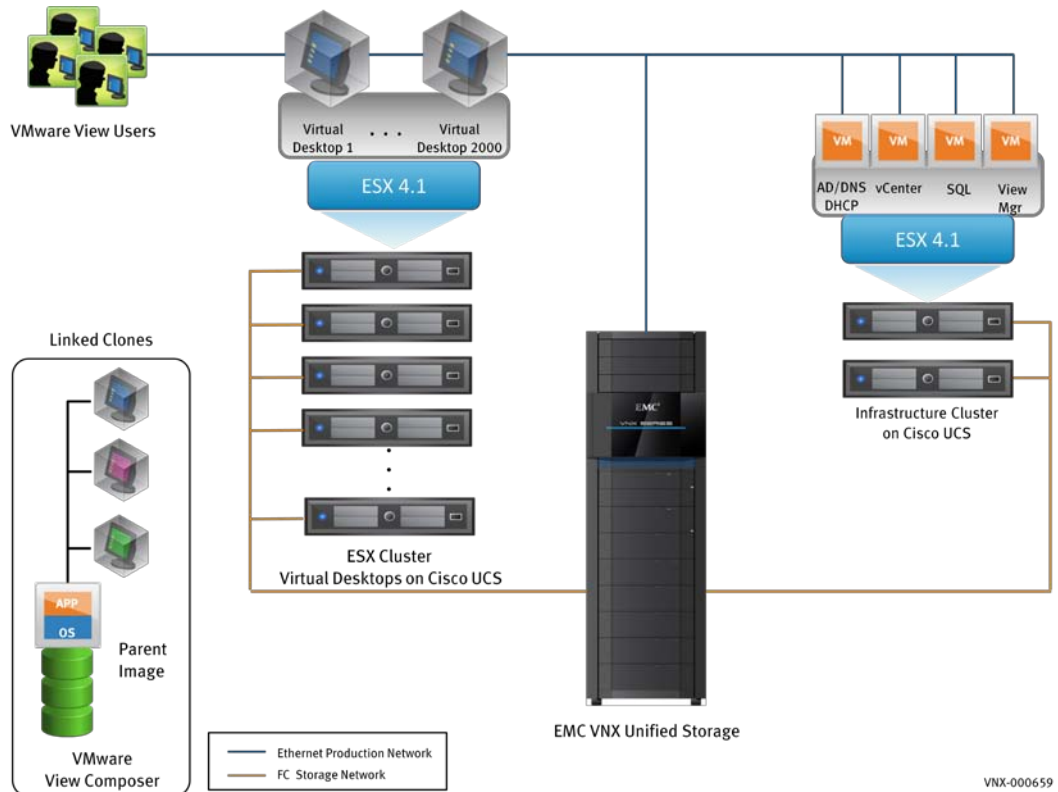 VMware View Users
Virtual
Desktop 1
. . .
Virtual
Desktop 2000
ESX 4.1
VM
VM
VM
VM
AD/DNS
DHCP
vCenter
SQL
View
Mgr
ESX 4.1
Infrastructure Cluster
on Cisco UCS
Linked Clones
APP
OS
Parent
Image
VMware
View Composer
ESX Cluster
Virtual Desktops on Cisco UCS
EMC²
VNX SERIES
EMC VNX Unified Storage
Ethernet Production Network
FC Storage Network
VNX-000659